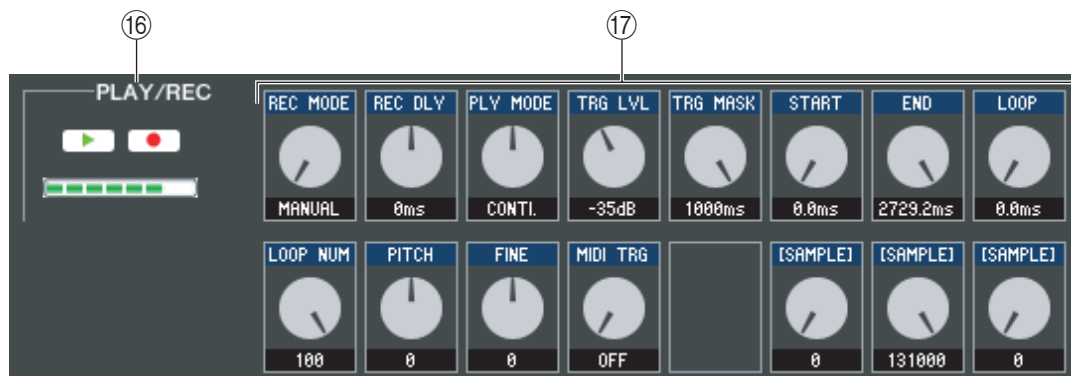 ⑯ ⑰
PLAY/REC
REC MODE REC DLY PLY MODE TRG LVL TRG MASK START END LOOP
MANUAL 0ms CONTI. -35dB 1000ms 0.0ms 2729.2ms 0.0ms
LOOP NUM PITCH FINE MIDI TRG [SAMPLE] [SAMPLE] [SAMPLE]
100 0 0 OFF 0 131000 0